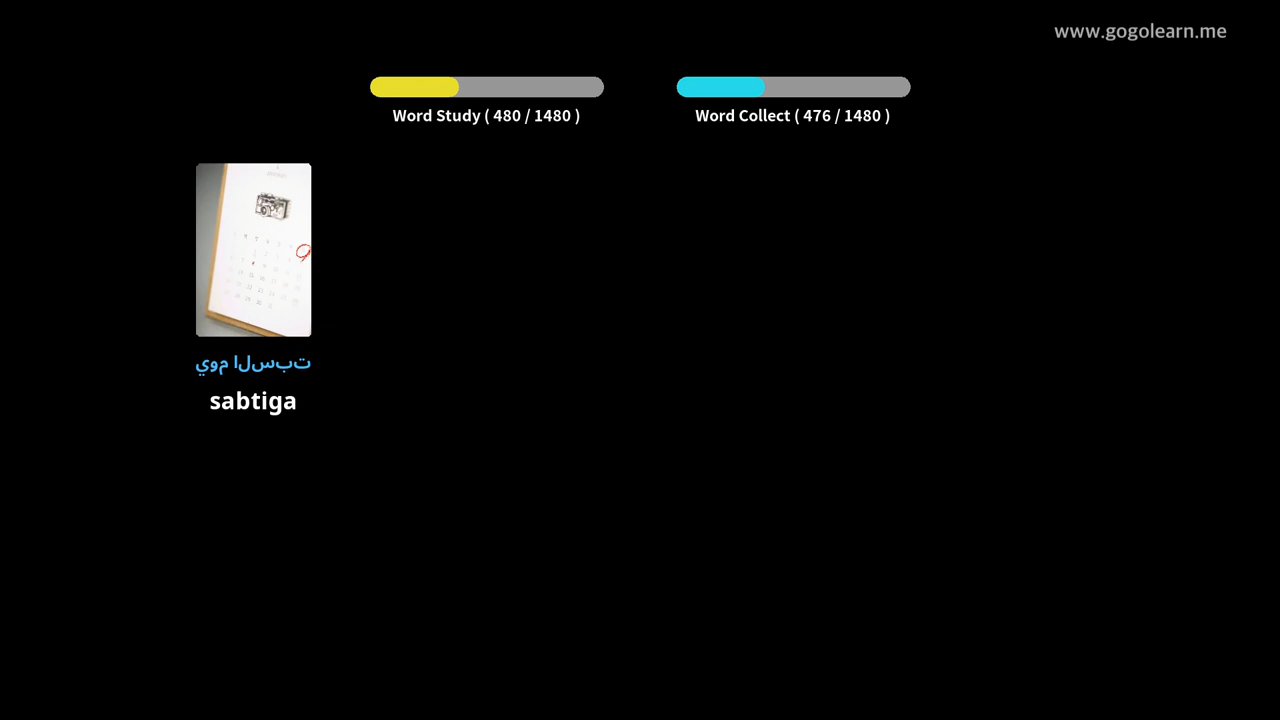 www.gogolearn.me
Word Study ( 480 / 1480 )
Word Collect ( 476 / 1480 )
يوم السبت
sabtiga